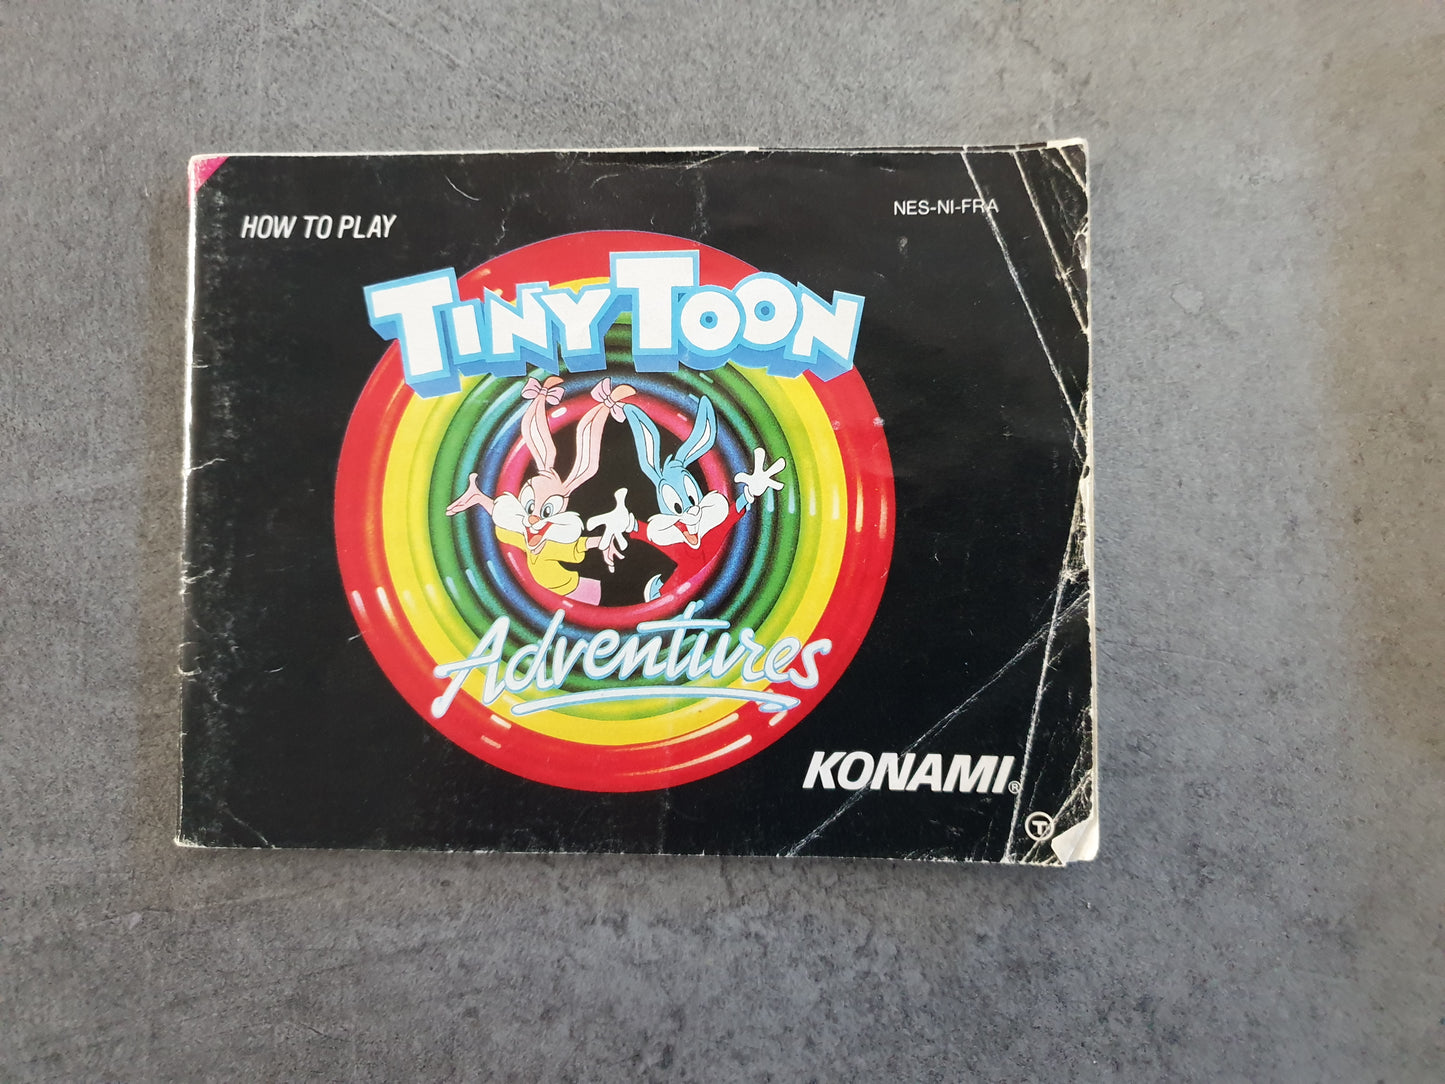 HOW TO PLAY
NES-NI-FRA
TINY TOON
Adventures
KONAMI®
T